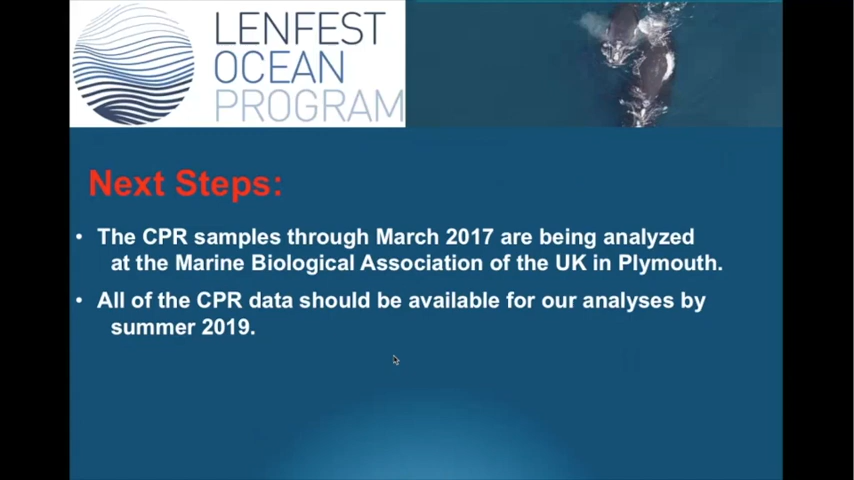 LENFEST
OCEAN
PROGRAM
Next Steps:
• The CPR samples through March 2017 are being analyzed
at the Marine Biological Association of the UK in Plymouth.
• All of the CPR data should be available for our analyses by
summer 2019.